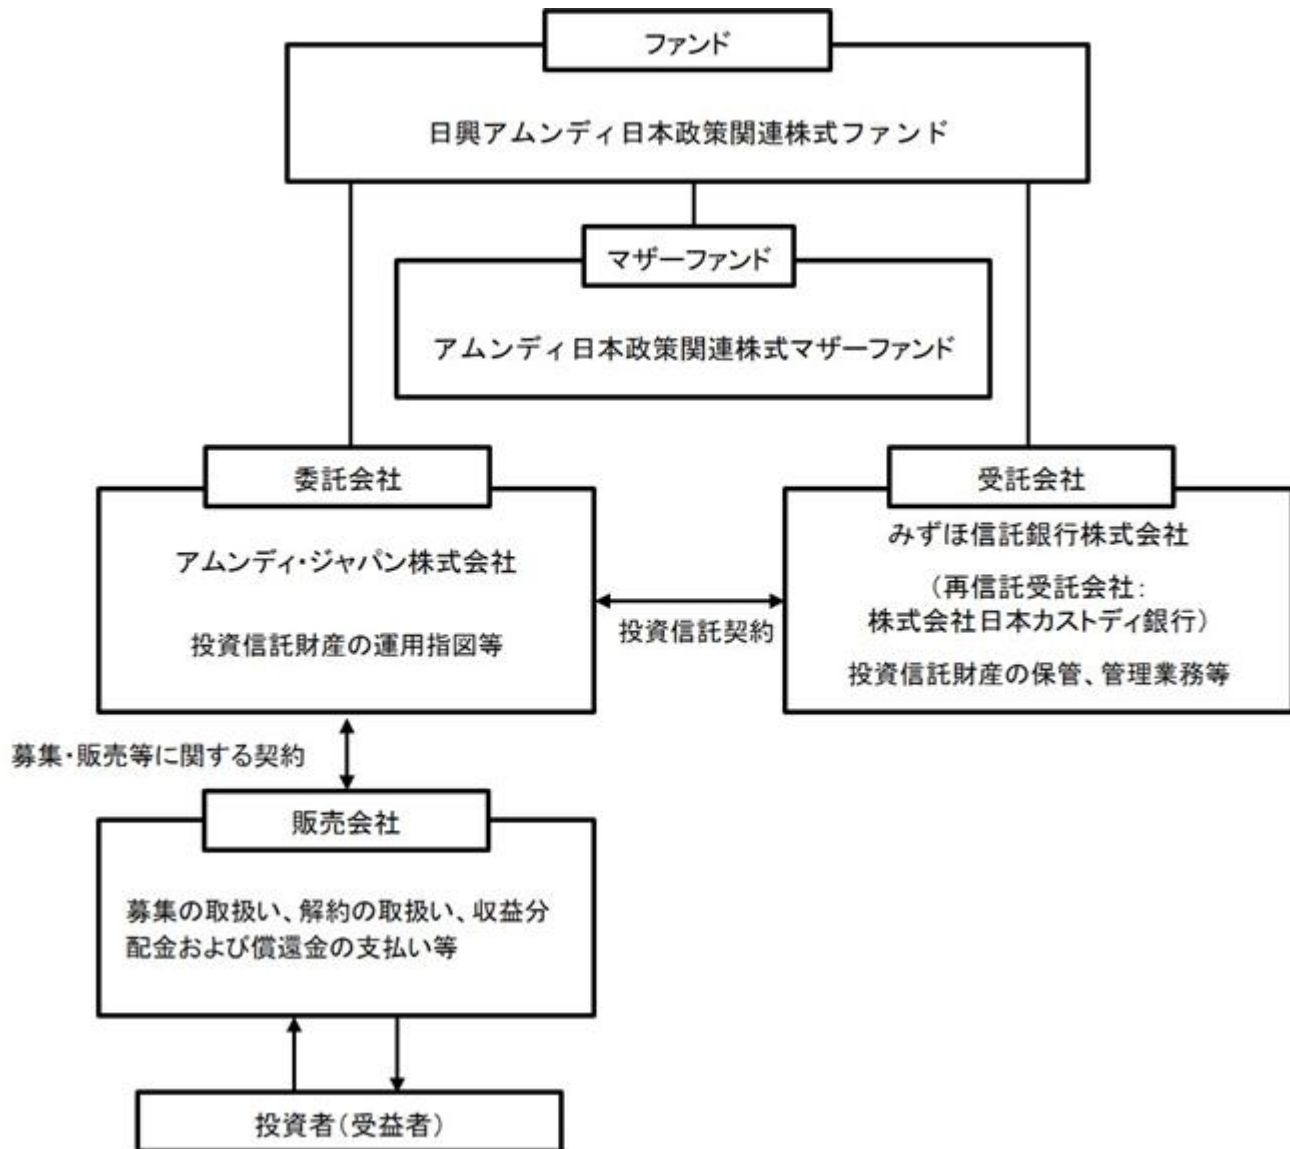 ファンド
日興アムンディ日本政策関連株式ファンド
マザーファンド
アムンディ日本政策関連株式マザーファンド
委託会社
アムンディ・ジャパン株式会社
投資信託財産の運用指図等
投資信託契約
受託会社
みずほ信託銀行株式会社
（再信託受託会社：
株式会社日本カストディ銀行）
投資信託財産の保管、管理業務等
募集・販売等に関する契約
販売会社
募集の取扱い、解約の取扱い、収益分
配金および償還金の支払い等
投資者（受益者）